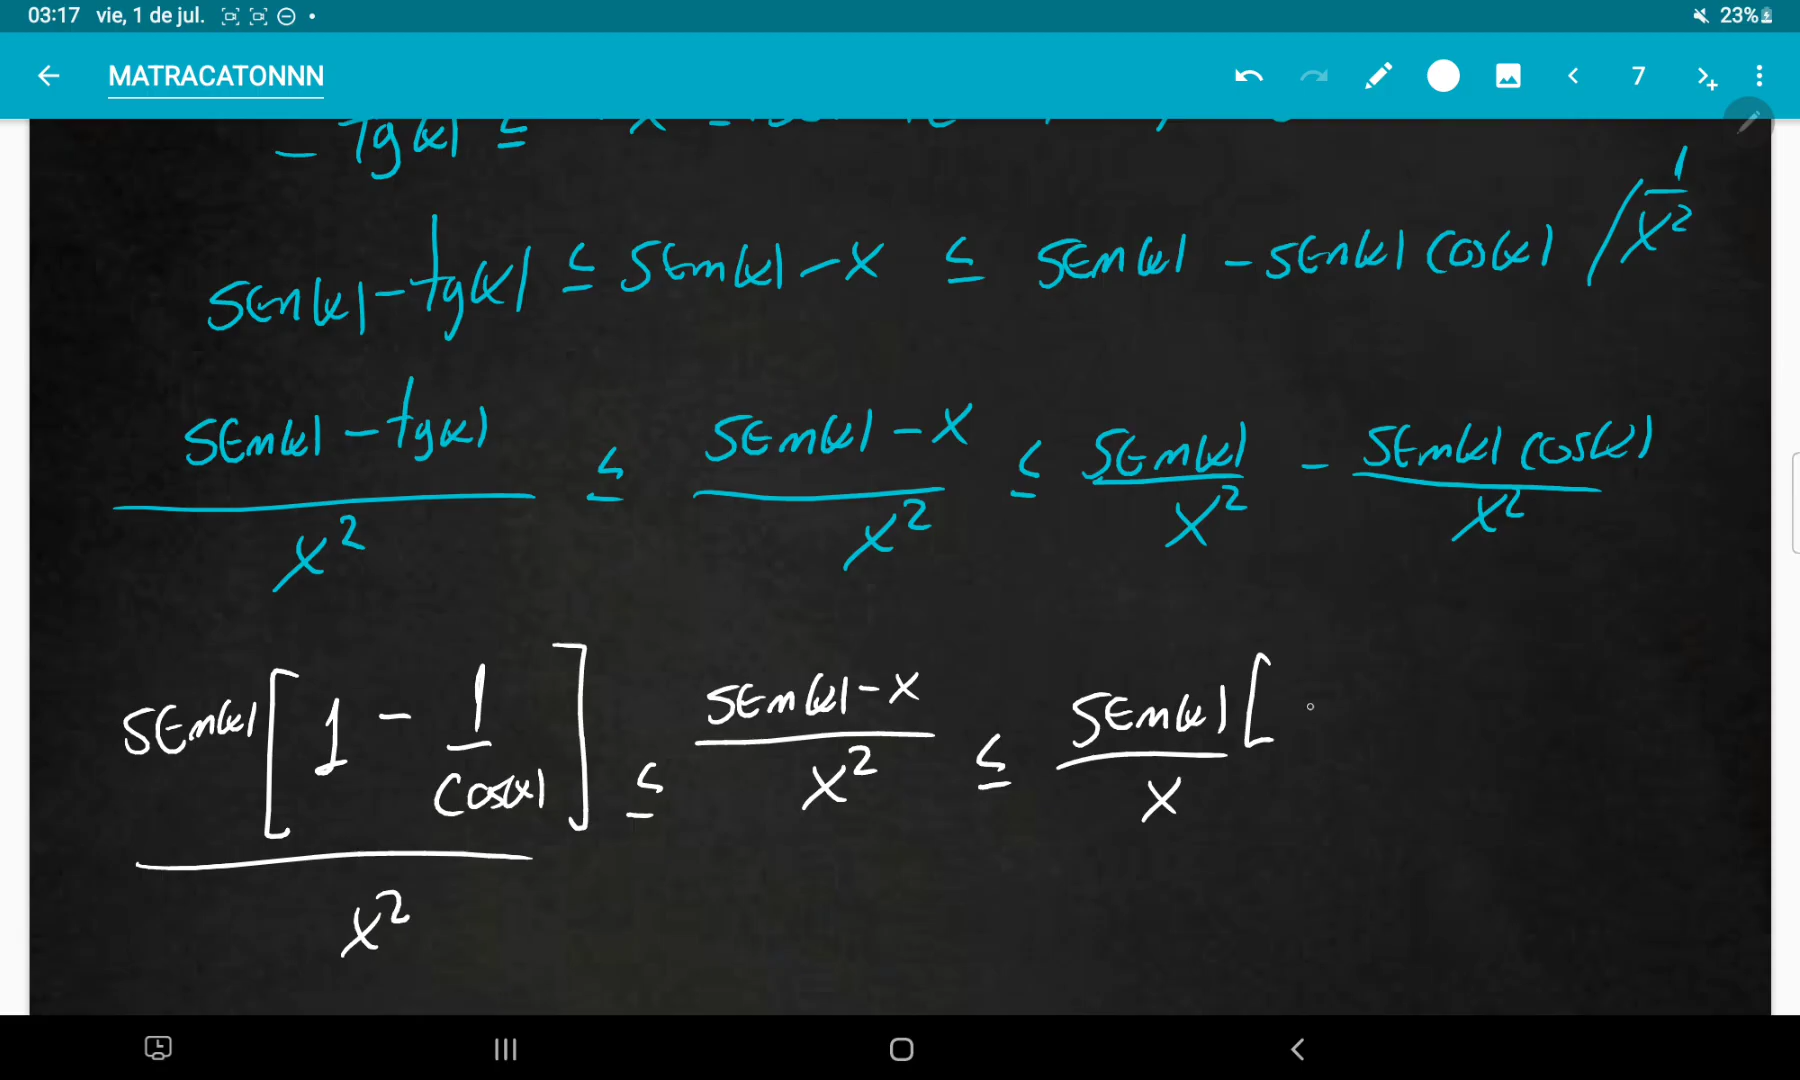 03:17 vie, 1 de jul. 23%
MATRACATONNN 7
- tg(x) ≤
sen(x) - tg(x) ≤ sen(x) - x ≤ sen(x) - sen(x) cos(x) / 1/x²
(sen(x) - tg(x))/x² ≤ (sen(x) - x)/x² ≤ sen(x)/x² - sen(x) cos(x)/x²
sen(x) [1 - 1/cos(x)]/x² ≤ (sen(x) - x)/x² ≤ sen(x)/x [